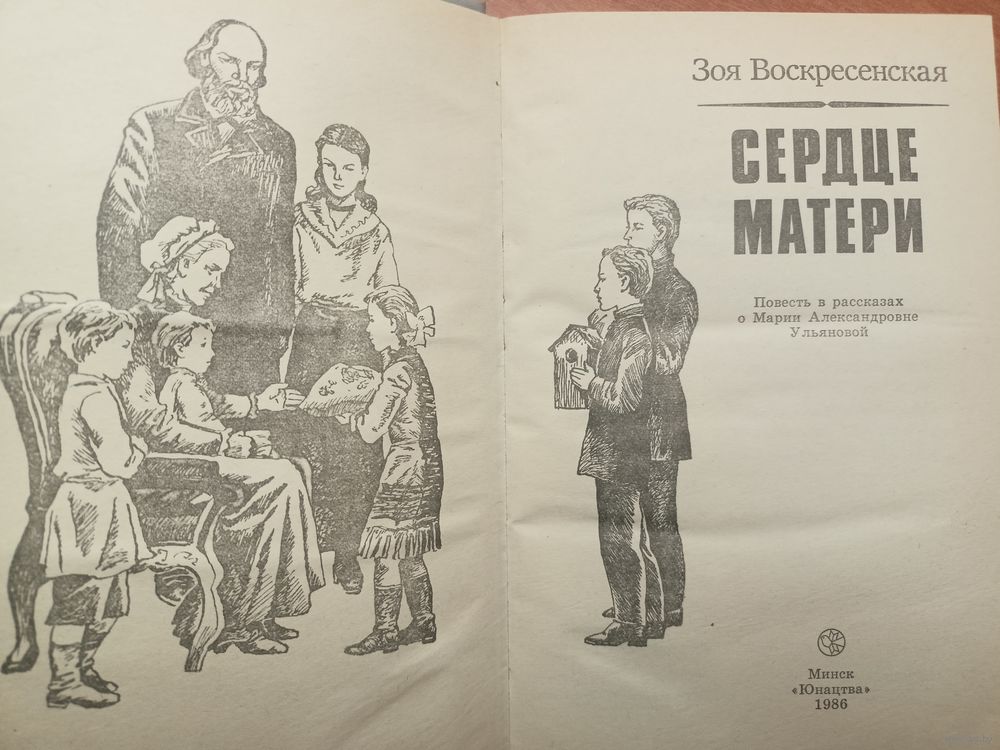 Зоя Воскресенская
СЕРДЦЕ
МАТЕРИ
Повесть в рассказах
о Марии Александровне
Ульяновой
Минск
«Юнацтва»
1986